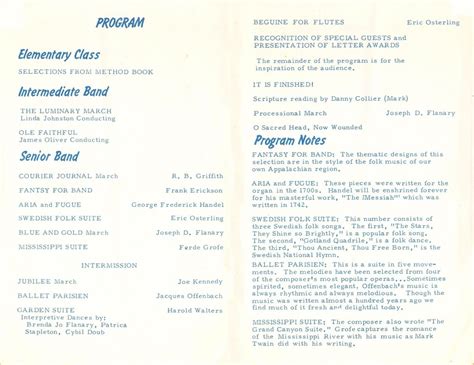 PROGRAM
Elementary Class
SELECTIONS FROM METHOD BOOK
Intermediate Band
THE LUMINARY MARCH
Linda Johnston Conducting
OLE FAITHFUL
James Oliver Conducting
Senior Band
COURIER JOURNAL March R. B. Griffith
FANTSY FOR BAND Frank Erickson
ARIA and FUGUE George Frederick Handel
SWEDISH FOLK SUITE Eric Osterling
BLUE AND GOLD March Joseph D. Flanary
MISSISSIPPI SUITE Ferde Grofe
INTERMISSION
JUBILEE MARCH Joe Kennedy
BALLET PARISIEN Jacques Offenbach
GARDEN SUITE Harold Walters
Interpretive Dances by:
Brenda Jo Flanary, Patrica
Stapleton, Cybil Doub
BEGUINE FOR FLUTES Eric Osterling
RECOGNITION OF SPECIAL GUESTS and
PRESENTATION OF LETTER AWARDS
The remainder of the program is for the
inspiration of the audience.
IT IS FINISHED!
Scripture reading by Danny Collier (Mark)
Processional March Joseph D. Flanary
O Sacred Head, Now Wounded
Program Notes
FANTASY FOR BAND: The thematic designs of this
selection are in the style of the folk music of our
own Appalachian region.
ARIA and FUGUE: These pieces were written for the
organ in the 1700s. Handel will be enshrined forever
for his masterful work, "The Messiah" which was
written in 1742.
SWEDISH FOLK SUITE: This number consists of
three Swedish folk songs. The first, "The Stars,
They Shine so Brightly," is a popular folk song.
The second, "Gotland Quadrile," is a folk dance.
The third, "Thou Ancient, Thou Free Born," is the
Swedish National Hymn.
BALLET PARISIEN: This is a suite in five move-
ments. The melodies have been selected from four
of the composer's most popular operas...Sometimes
spirited, sometimes elegant. Offenbach's music is
always rhythmic and always melodious. Though the
music was written almost a hundred years ago we
find much of it fresh and delightful today.
MISSISSIPPI SUITE: The composer also wrote "The
Grand Canyon Suite." Grofe captures the romance
of the Mississippi River with his music as Mark
Twain did with his writing.